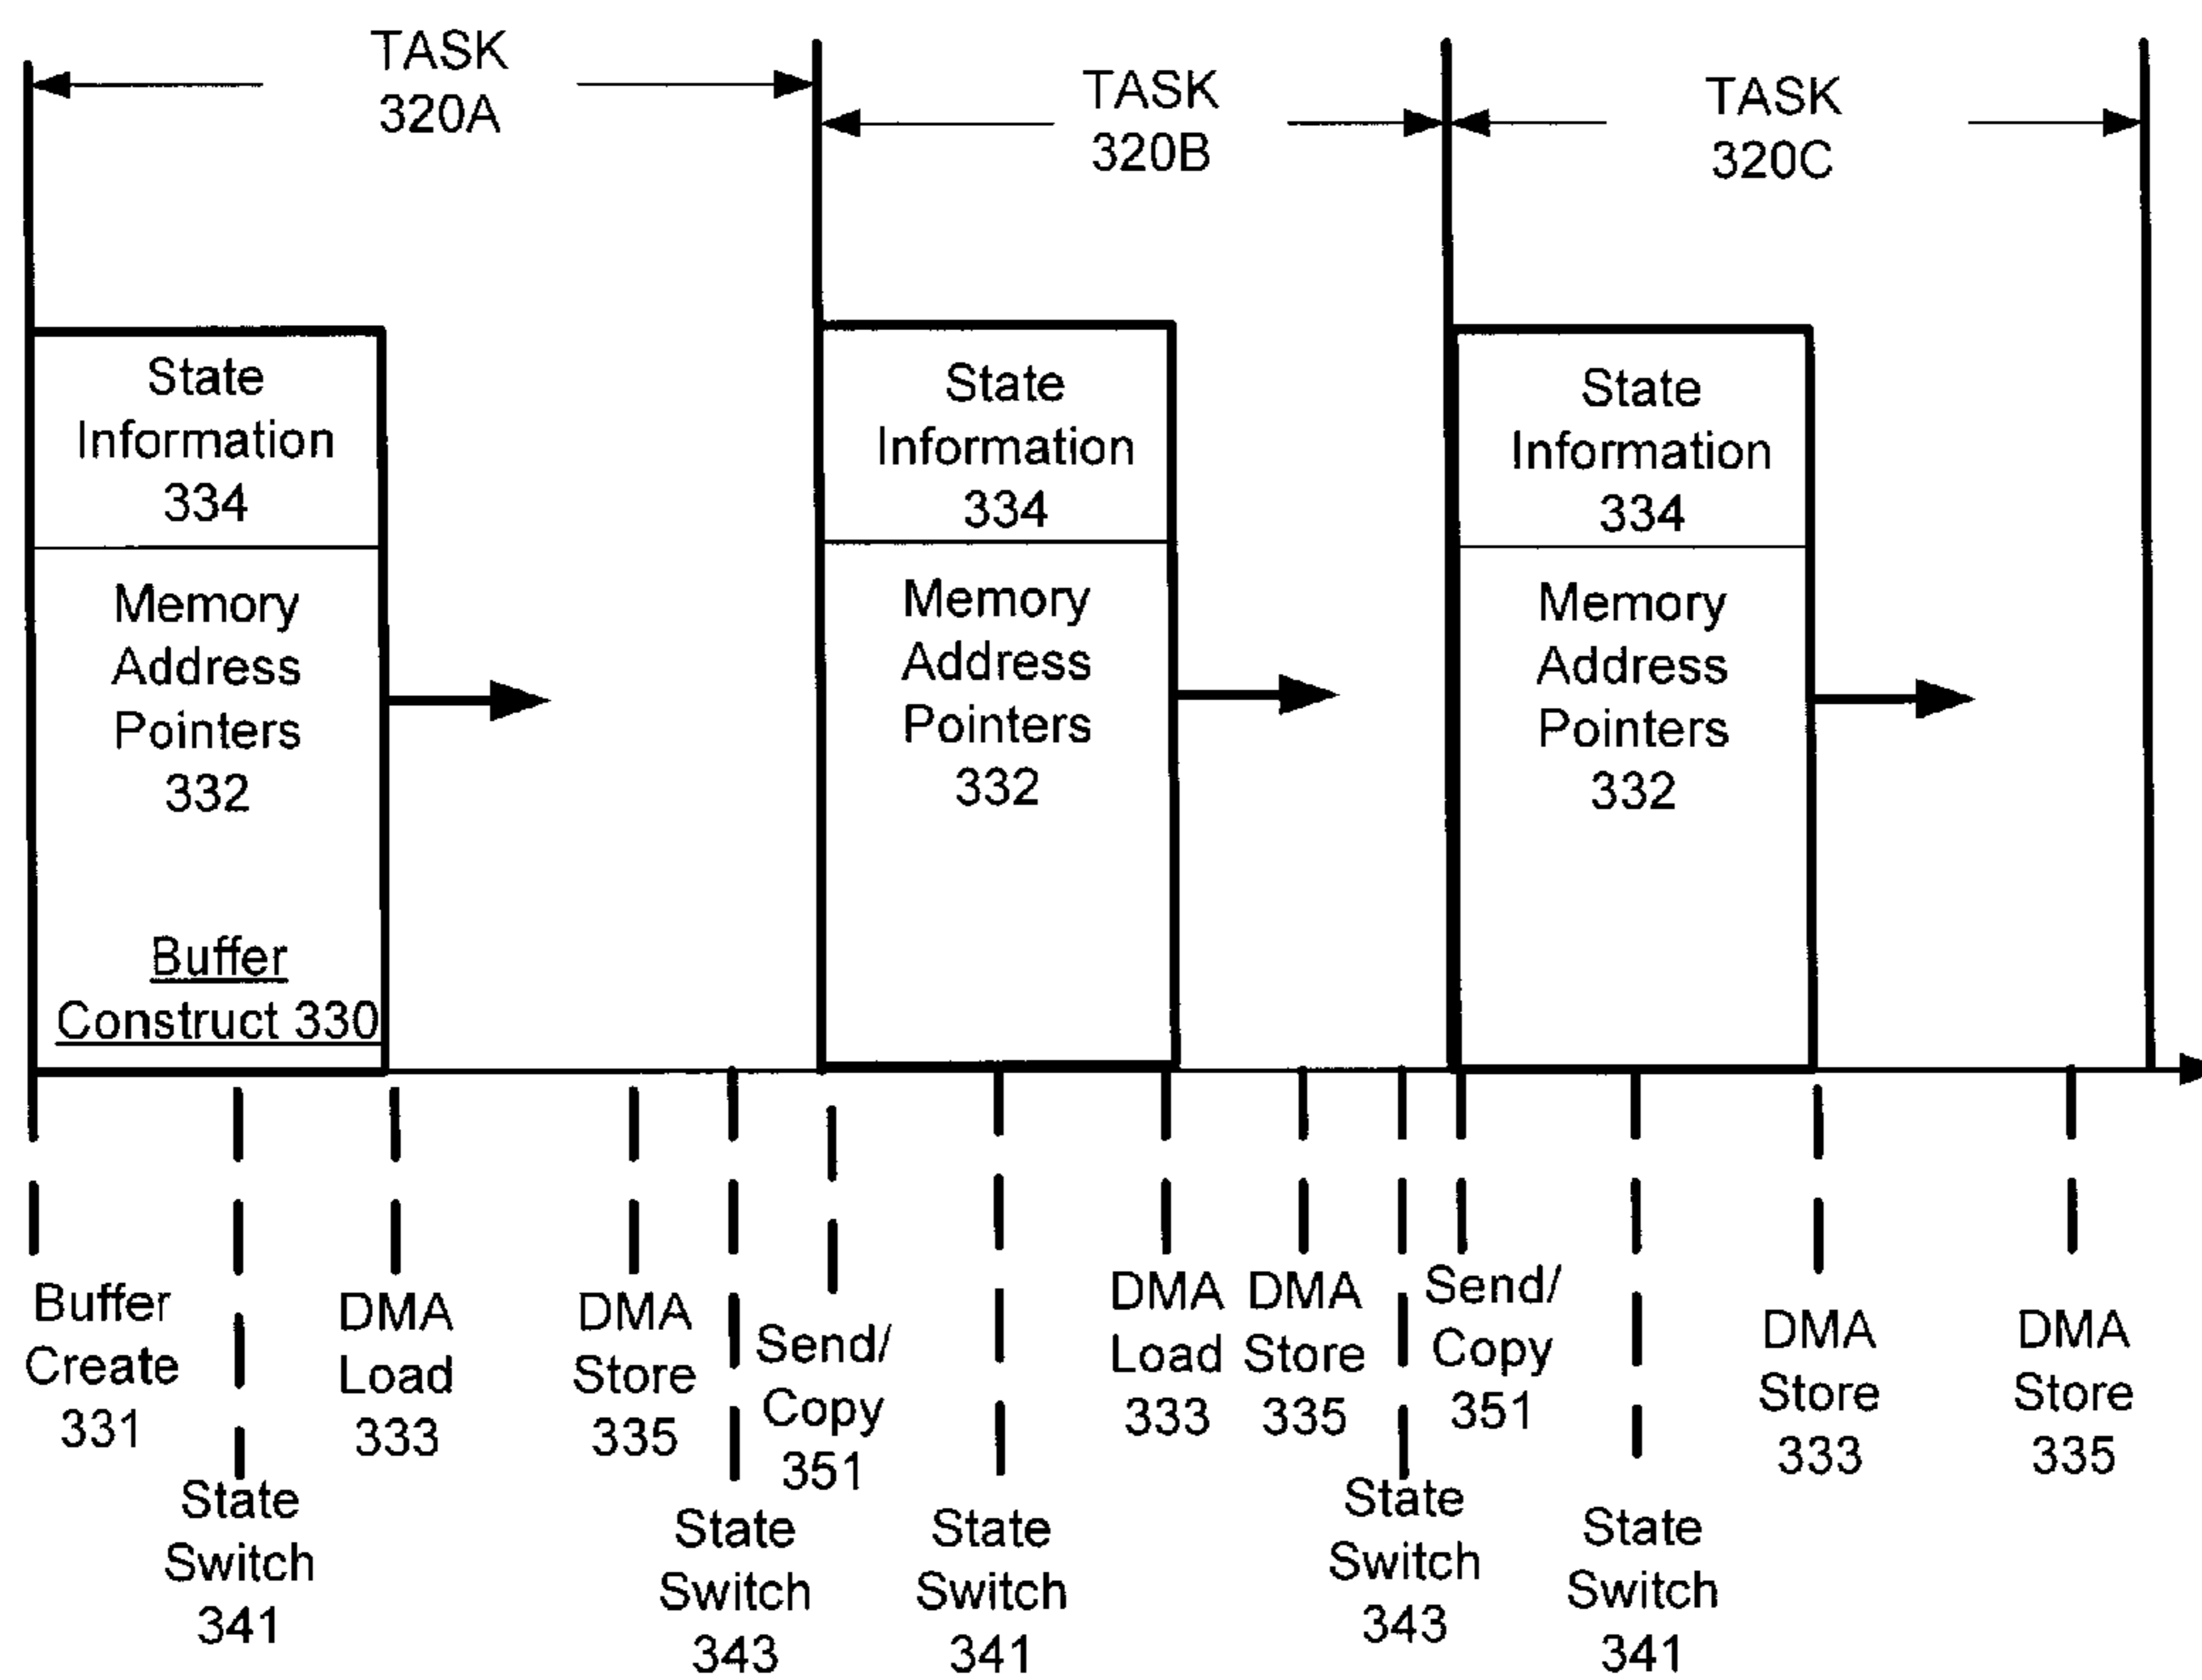 TASK
320A
TASK
320B
TASK
320C
State
Information
334
Memory
Address
Pointers
332
Buffer
Construct 330
State
Information
334
Memory
Address
Pointers
332
State
Information
334
Memory
Address
Pointers
332
Buffer
Create
331
State
Switch
341
DMA
Load
333
DMA
Store
335
State
Switch
343
Send/
Copy
351
State
Switch
341
DMA
Load
333
DMA
Store
335
State
Switch
343
Send/
Copy
351
State
Switch
341
DMA
Store
333
DMA
Store
335